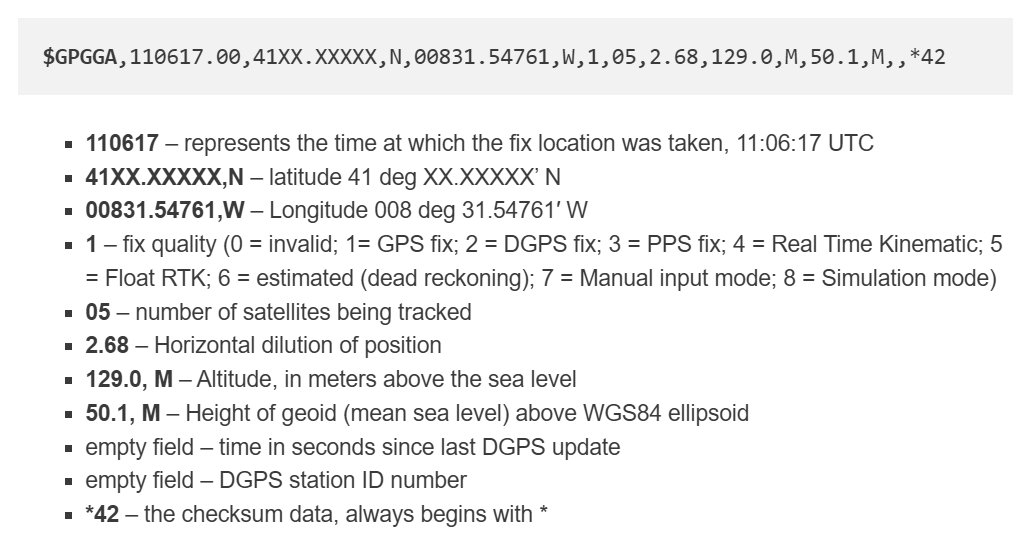 $GPGGA,110617.00,41XX.XXXXX,N,00831.54761,W,1,05,2.68,129.0,M,50.1,M,,*42
▪ 110617 – represents the time at which the fix location was taken, 11:06:17 UTC
▪ 41XX.XXXXX,N – latitude 41 deg XX.XXXXX’ N
▪ 00831.54761,W – Longitude 008 deg 31.54761′ W
▪ 1 – fix quality (0 = invalid; 1= GPS fix; 2 = DGPS fix; 3 = PPS fix; 4 = Real Time Kinematic; 5
= Float RTK; 6 = estimated (dead reckoning); 7 = Manual input mode; 8 = Simulation mode)
▪ 05 – number of satellites being tracked
▪ 2.68 – Horizontal dilution of position
▪ 129.0, M – Altitude, in meters above the sea level
▪ 50.1, M – Height of geoid (mean sea level) above WGS84 ellipsoid
▪ empty field – time in seconds since last DGPS update
▪ empty field – DGPS station ID number
▪ *42 – the checksum data, always begins with *